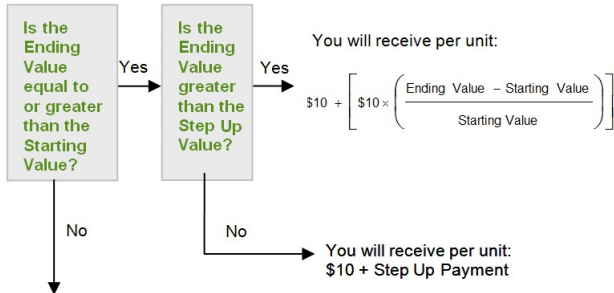 Is the
Ending
Value
equal to
or greater
than the
Starting
Value?
Yes
Is the
Ending
Value
greater
than the
Step Up
Value?
Yes
You will receive per unit:
$10 + [ $10 × ( Ending Value – Starting Value
Starting Value ) ]
No
No
You will receive per unit:
$10 + Step Up Payment